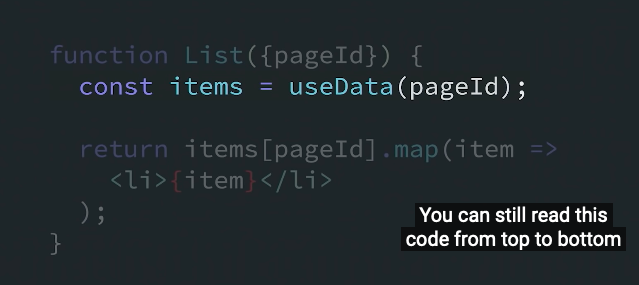 function List({pageId}) {
  const items = useData(pageId);
  return items[pageId].map(item =>
    <li>{item}</li>
  );
}
You can still read this
code from top to bottom